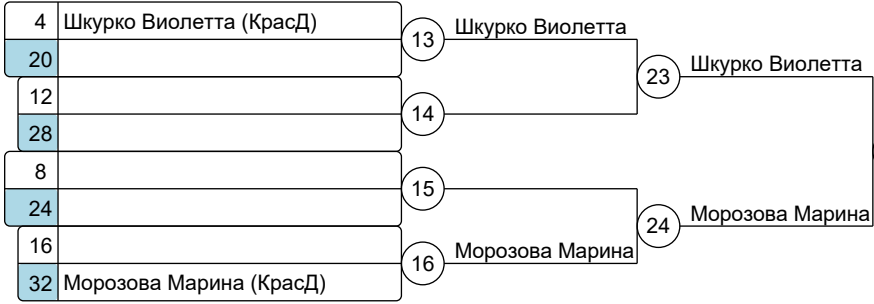 4 Шкурко Виолетта (КрасД)
13 Шкурко Виолетта
20
23 Шкурко Виолетта
12
14
28
8
15
24
24 Морозова Марина
16
16 Морозова Марина
32 Морозова Марина (КрасД)